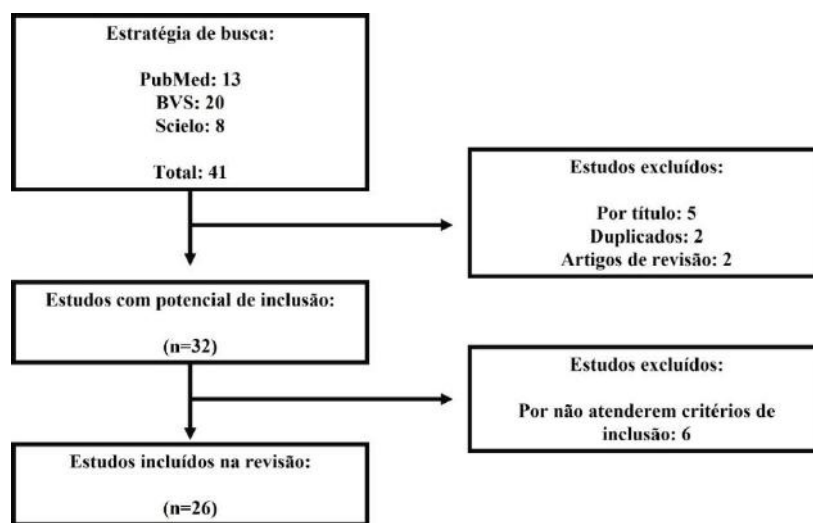 Estratégia de busca:
PubMed: 13
BVS: 20
Scielo: 8
Total: 41
Estudos excluídos:
Por título: 5
Duplicados: 2
Artigos de revisão: 2
Estudos com potencial de inclusão:
(n=32)
Estudos excluídos:
Por não atenderem critérios de
inclusão: 6
Estudos incluídos na revisão:
(n=26)